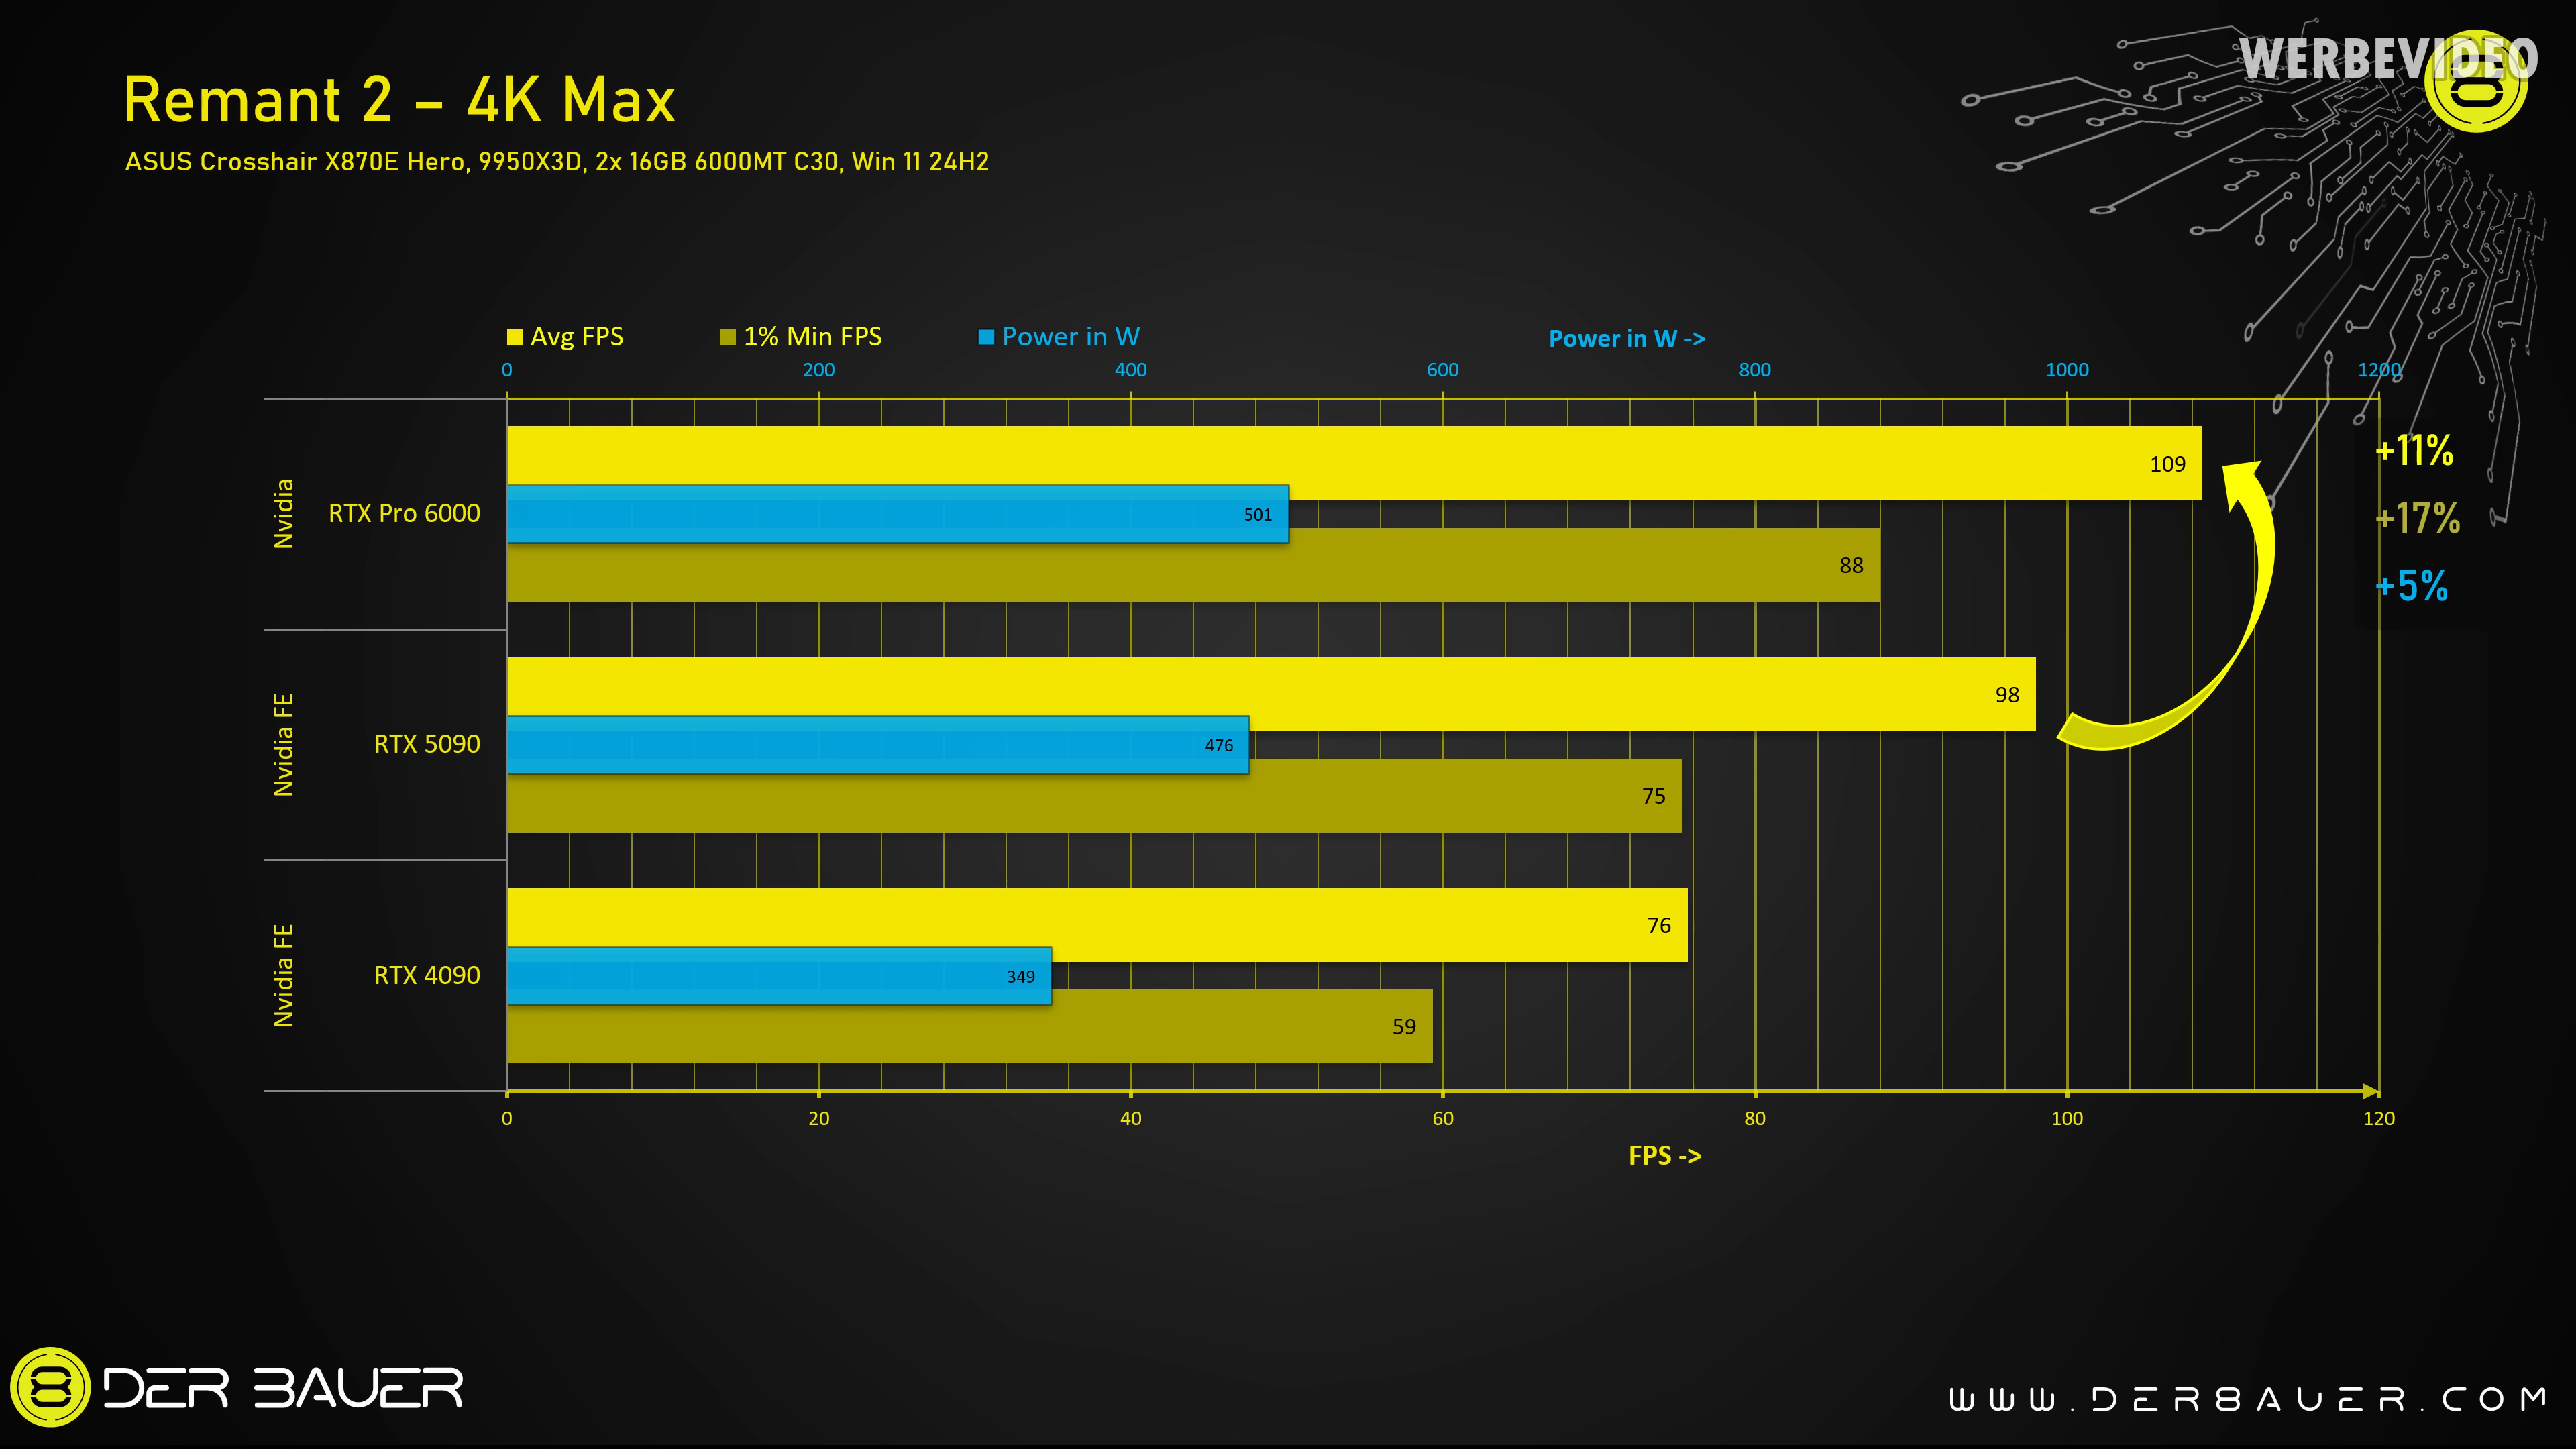 WERBEVIDEO
Remant 2 – 4K Max
ASUS Crosshair X870E Hero, 9950X3D, 2x 16GB 6000MT C30, Win 11 24H2
Avg FPS 1% Min FPS Power in W Power in W ->
0 200 400 600 800 1000 1200
Nvidia
RTX Pro 6000
109
501
88
+11%
+17%
+5%
Nvidia FE
RTX 5090
98
476
75
Nvidia FE
RTX 4090
76
349
59
0 20 40 60 80 100 120
FPS ->
DER 8AUER
WWW.DER8AUER.COM